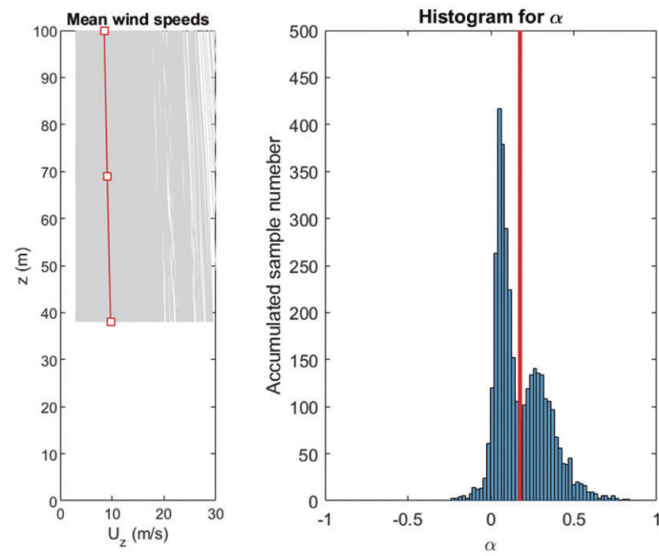 Mean wind speeds
100
90
80
70
60
50
40
30
20
10
0
z (m)
0 10 20 30
U_z (m/s)
Histogram for α
500
450
400
350
300
250
200
150
100
50
0
Accumulated sample numeber
-1 -0.5 0 0.5 1
α